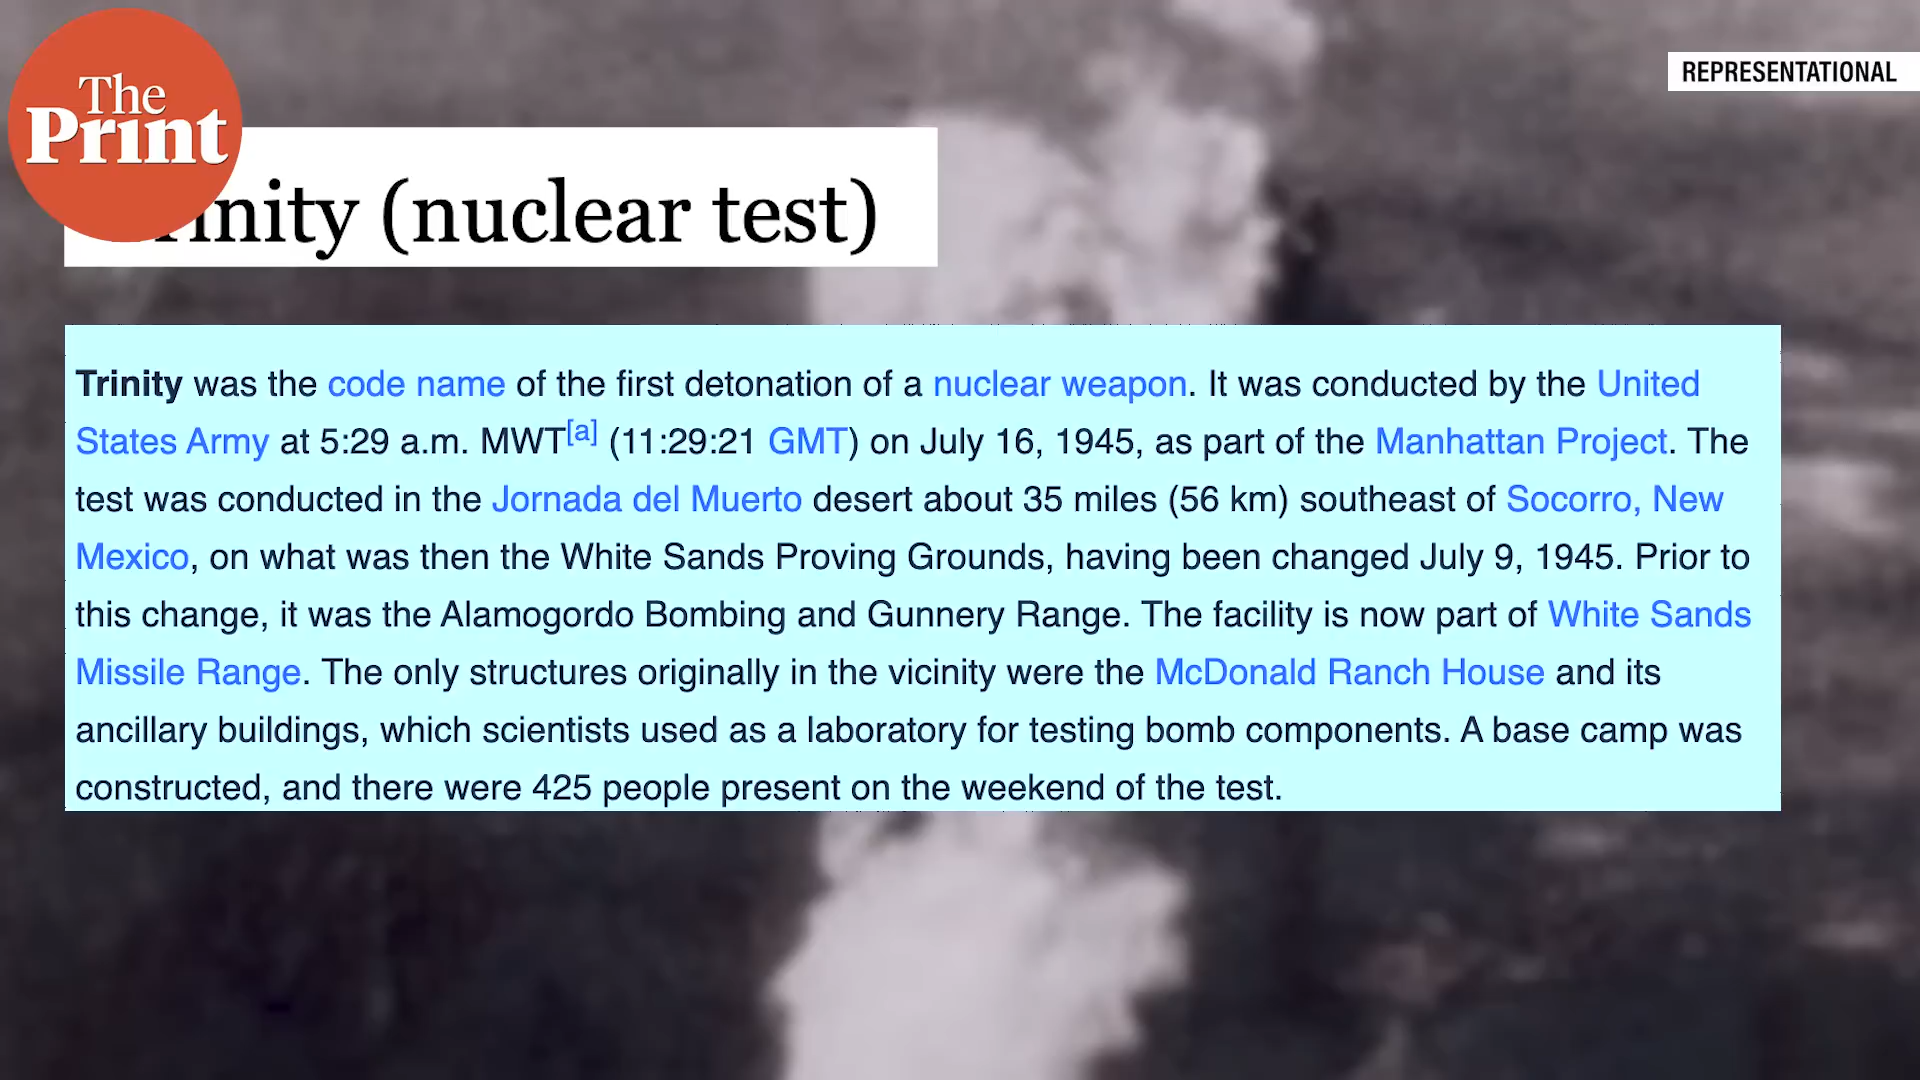 The
Print
REPRESENTATIONAL
rinity (nuclear test)
Trinity was the code name of the first detonation of a nuclear weapon. It was conducted by the United
States Army at 5:29 a.m. MWT[a] (11:29:21 GMT) on July 16, 1945, as part of the Manhattan Project. The
test was conducted in the Jornada del Muerto desert about 35 miles (56 km) southeast of Socorro, New
Mexico, on what was then the White Sands Proving Grounds, having been changed July 9, 1945. Prior to
this change, it was the Alamogordo Bombing and Gunnery Range. The facility is now part of White Sands
Missile Range. The only structures originally in the vicinity were the McDonald Ranch House and its
ancillary buildings, which scientists used as a laboratory for testing bomb components. A base camp was
constructed, and there were 425 people present on the weekend of the test.